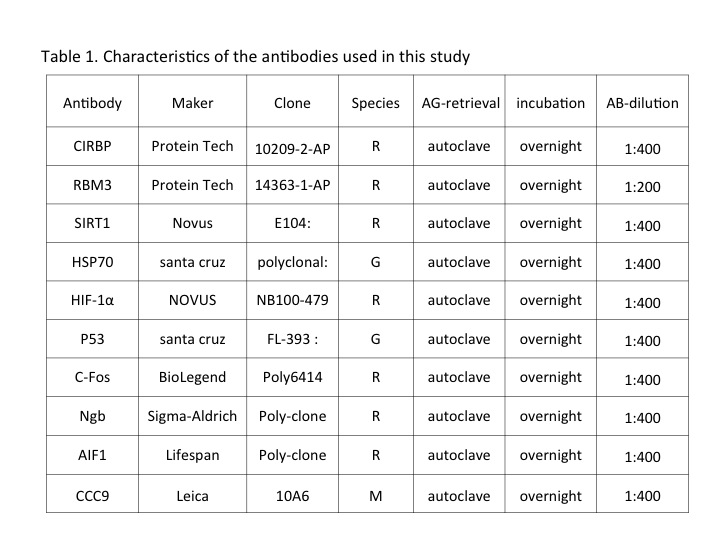 Table 1. Characteristics of the antibodies used in this study
Antibody Maker Clone Species AG-retrieval incubation AB-dilution
CIRBP Protein Tech 10209-2-AP R autoclave overnight 1:400
RBM3 Protein Tech 14363-1-AP R autoclave overnight 1:200
SIRT1 Novus E104: R autoclave overnight 1:400
HSP70 santa cruz polyclonal: G autoclave overnight 1:400
HIF-1α NOVUS NB100-479 R autoclave overnight 1:400
P53 santa cruz FL-393 : G autoclave overnight 1:400
C-Fos BioLegend Poly6414 R autoclave overnight 1:400
Ngb Sigma-Aldrich Poly-clone R autoclave overnight 1:400
AIF1 Lifespan Poly-clone R autoclave overnight 1:400
CCC9 Leica 10A6 M autoclave overnight 1:400